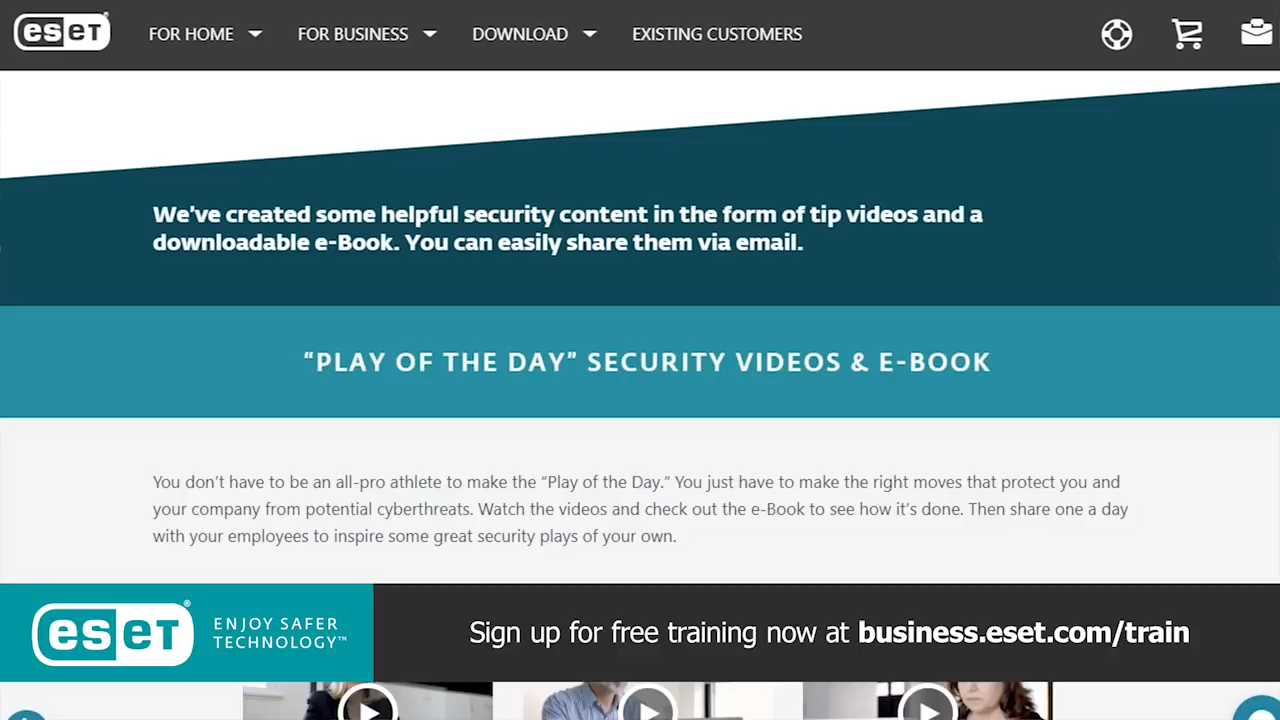 eset®
FOR HOME
FOR BUSINESS
DOWNLOAD
EXISTING CUSTOMERS
We've created some helpful security content in the form of tip videos and a
downloadable e-Book. You can easily share them via email.
“PLAY OF THE DAY” SECURITY VIDEOS & E-BOOK
You don’t have to be an all-pro athlete to make the “Play of the Day.” You just have to make the right moves that protect you and
your company from potential cyberthreats. Watch the videos and check out the e-Book to see how it’s done. Then share one a day
with your employees to inspire some great security plays of your own.
eset®
ENJOY SAFER
TECHNOLOGY™
Sign up for free training now at business.eset.com/train